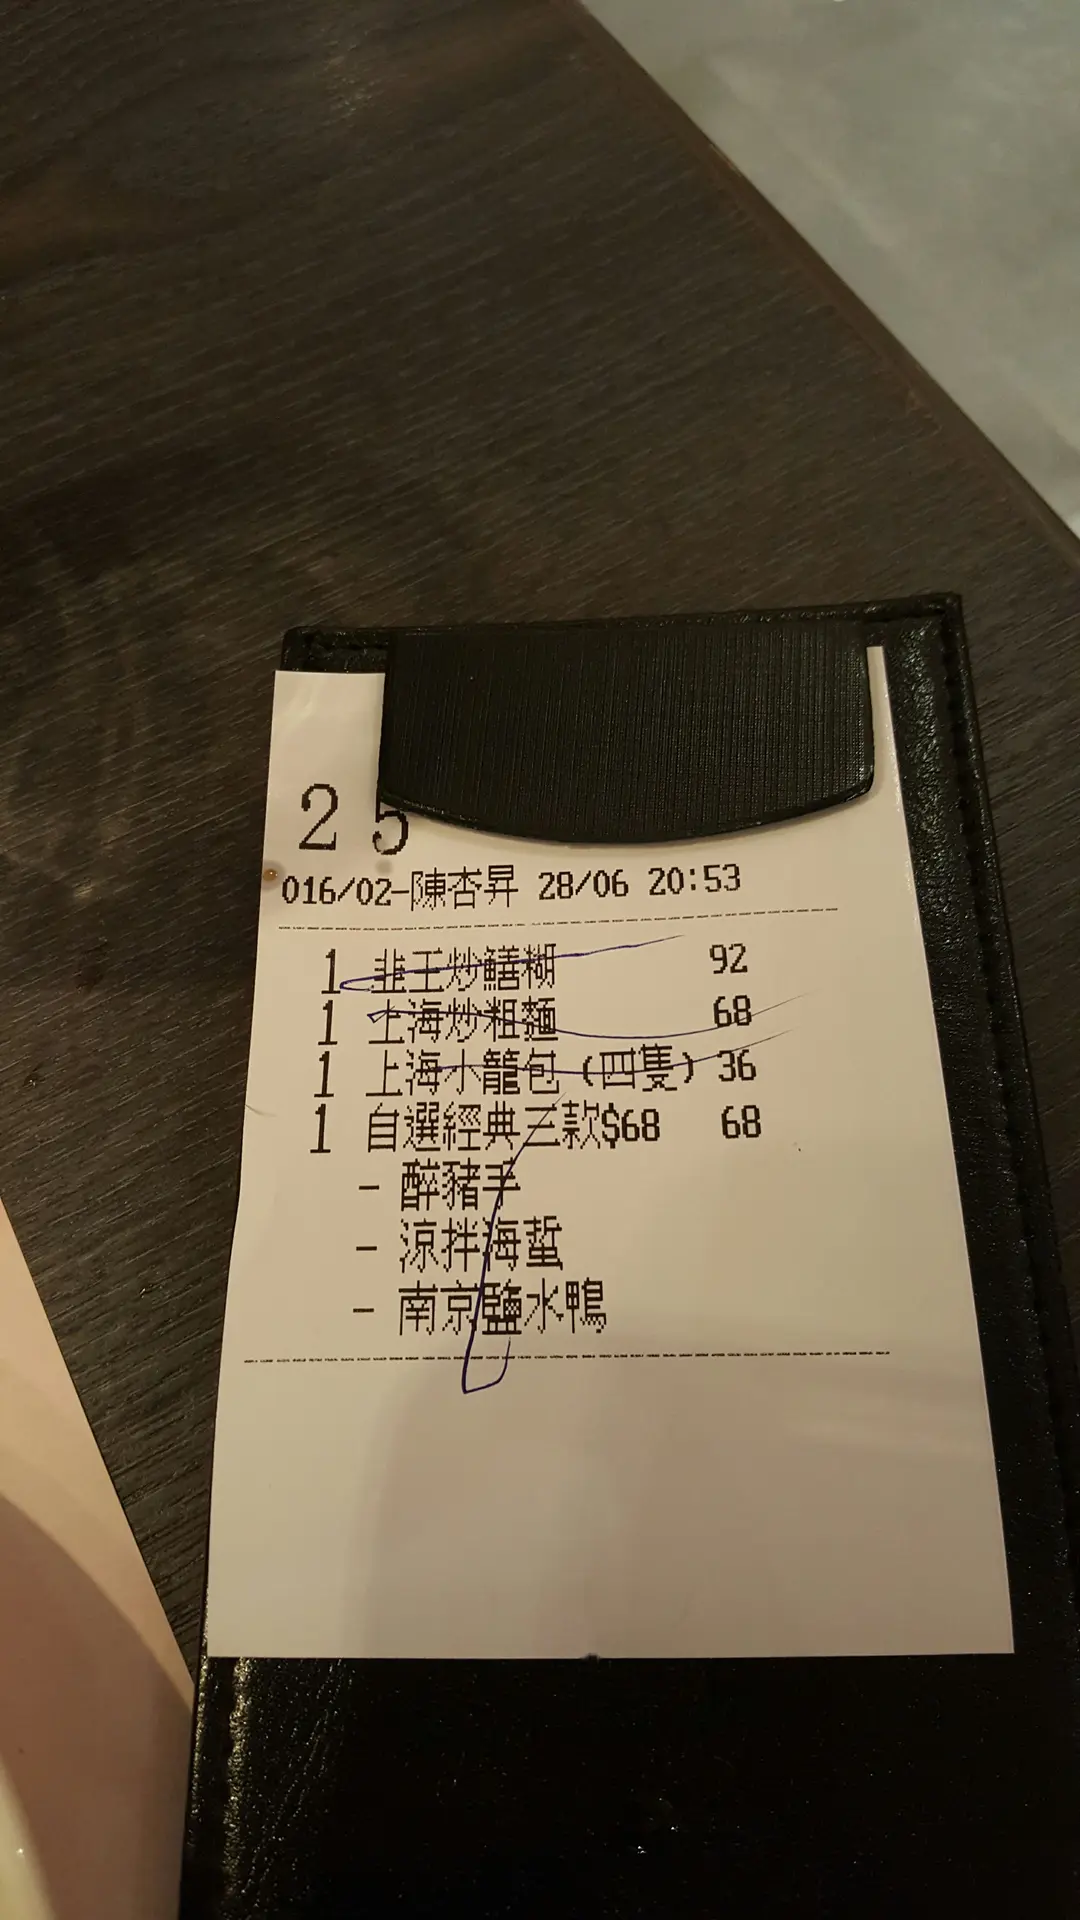 25
016/02-陳杏昇 28/06 20:53
1 韭王炒鱔糊 92
1 上海炒粗麵 68
1 上海小籠包(四隻) 36
1 自選經典三款$68 68
- 醉豬手
- 涼拌海蜇
- 南京鹽水鴨